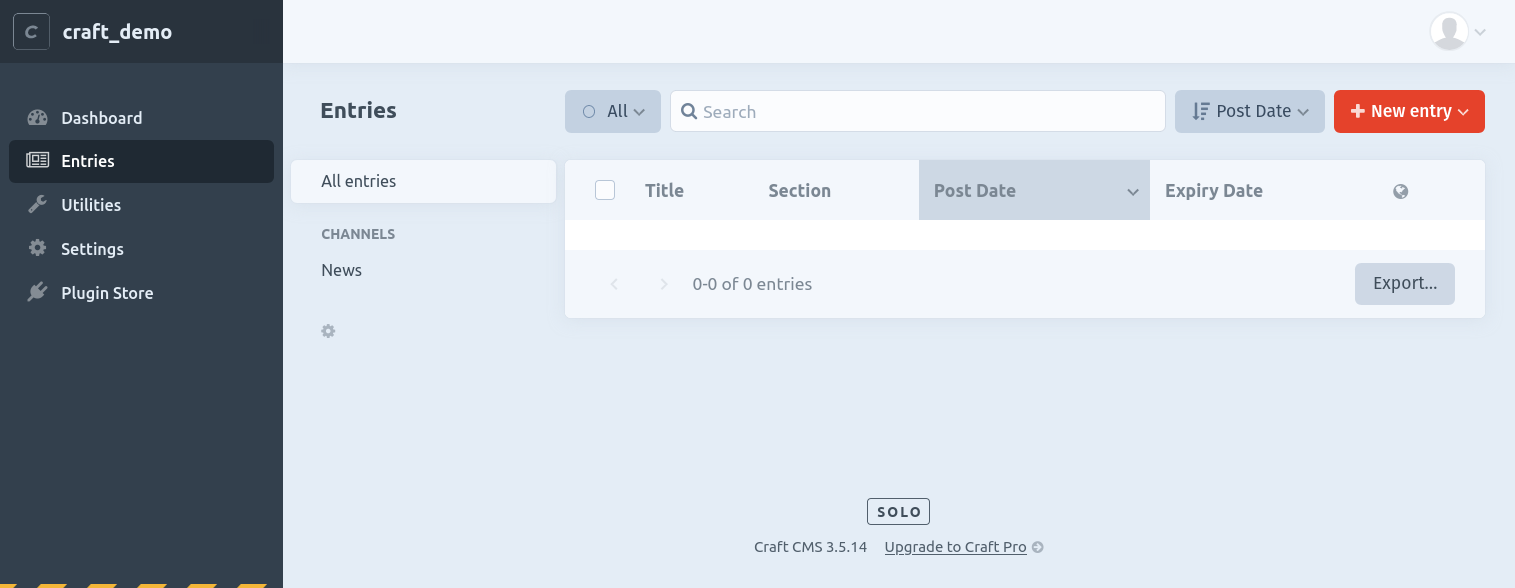 C craft_demo
Dashboard
Entries
Utilities
Settings
Plugin Store
Entries
All
Search
Post Date
New entry
All entries
CHANNELS
News
Title Section Post Date Expiry Date
0-0 of 0 entries
Export...
SOLO
Craft CMS 3.5.14 Upgrade to Craft Pro